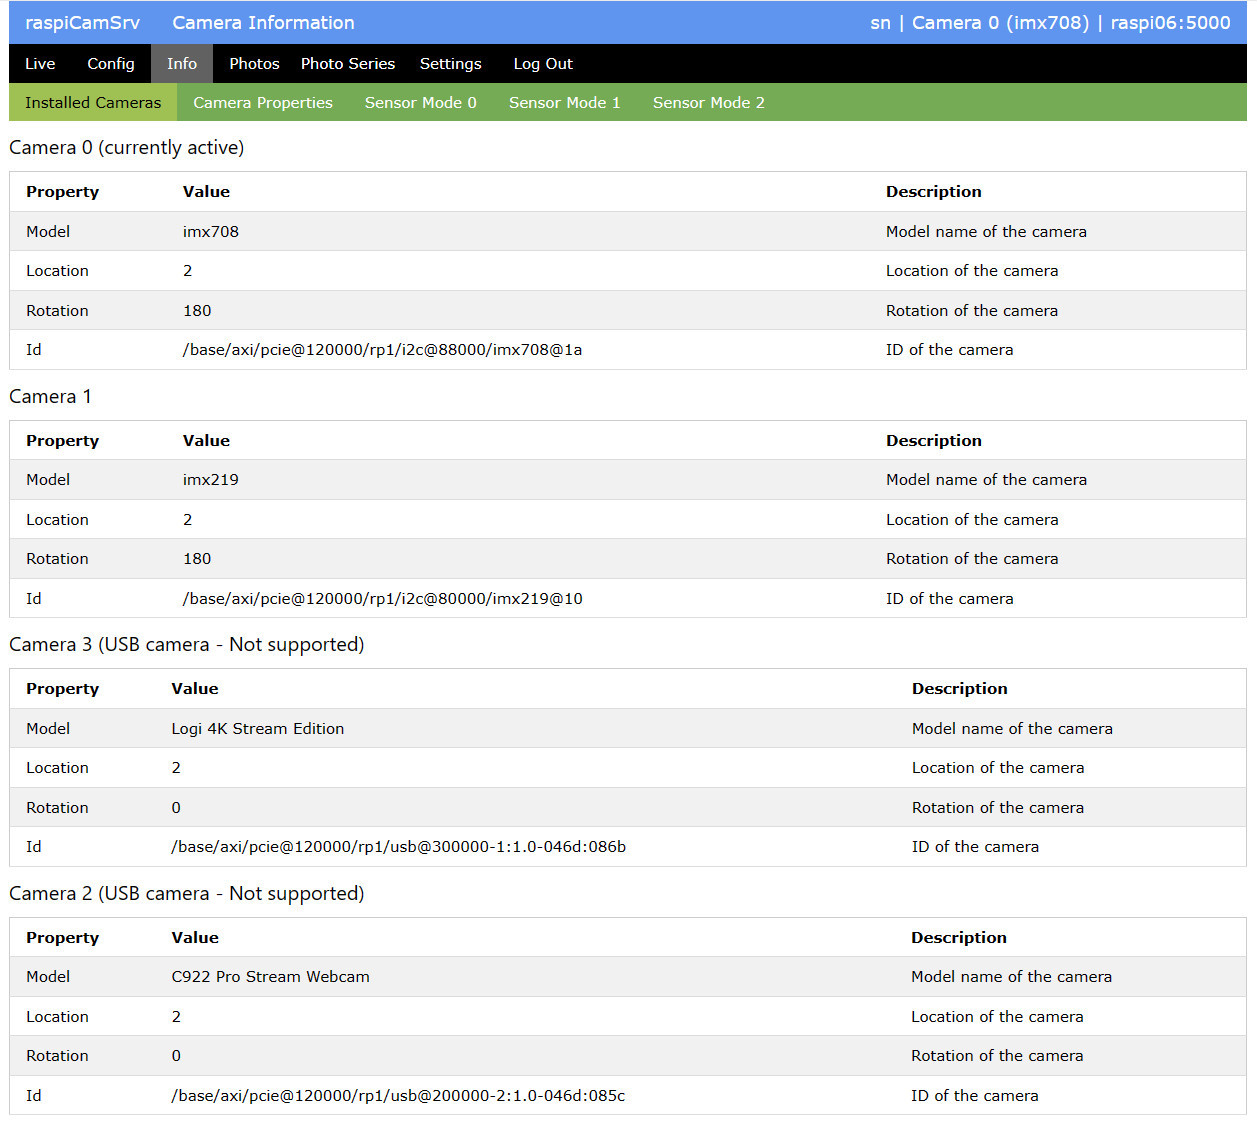 raspiCamSrv Camera Information sn | Camera 0 (imx708) | raspi06:5000
Live Config Info Photos Photo Series Settings Log Out
Installed Cameras Camera Properties Sensor Mode 0 Sensor Mode 1 Sensor Mode 2
Camera 0 (currently active)
Property Value Description
Model imx708 Model name of the camera
Location 2 Location of the camera
Rotation 180 Rotation of the camera
Id /base/axi/pcie@120000/rp1/i2c@88000/imx708@1a ID of the camera
Camera 1
Property Value Description
Model imx219 Model name of the camera
Location 2 Location of the camera
Rotation 180 Rotation of the camera
Id /base/axi/pcie@120000/rp1/i2c@80000/imx219@10 ID of the camera
Camera 3 (USB camera - Not supported)
Property Value Description
Model Logi 4K Stream Edition Model name of the camera
Location 2 Location of the camera
Rotation 0 Rotation of the camera
Id /base/axi/pcie@120000/rp1/usb@300000-1:1.0-046d:086b ID of the camera
Camera 2 (USB camera - Not supported)
Property Value Description
Model C922 Pro Stream Webcam Model name of the camera
Location 2 Location of the camera
Rotation 0 Rotation of the camera
Id /base/axi/pcie@120000/rp1/usb@200000-2:1.0-046d:085c ID of the camera